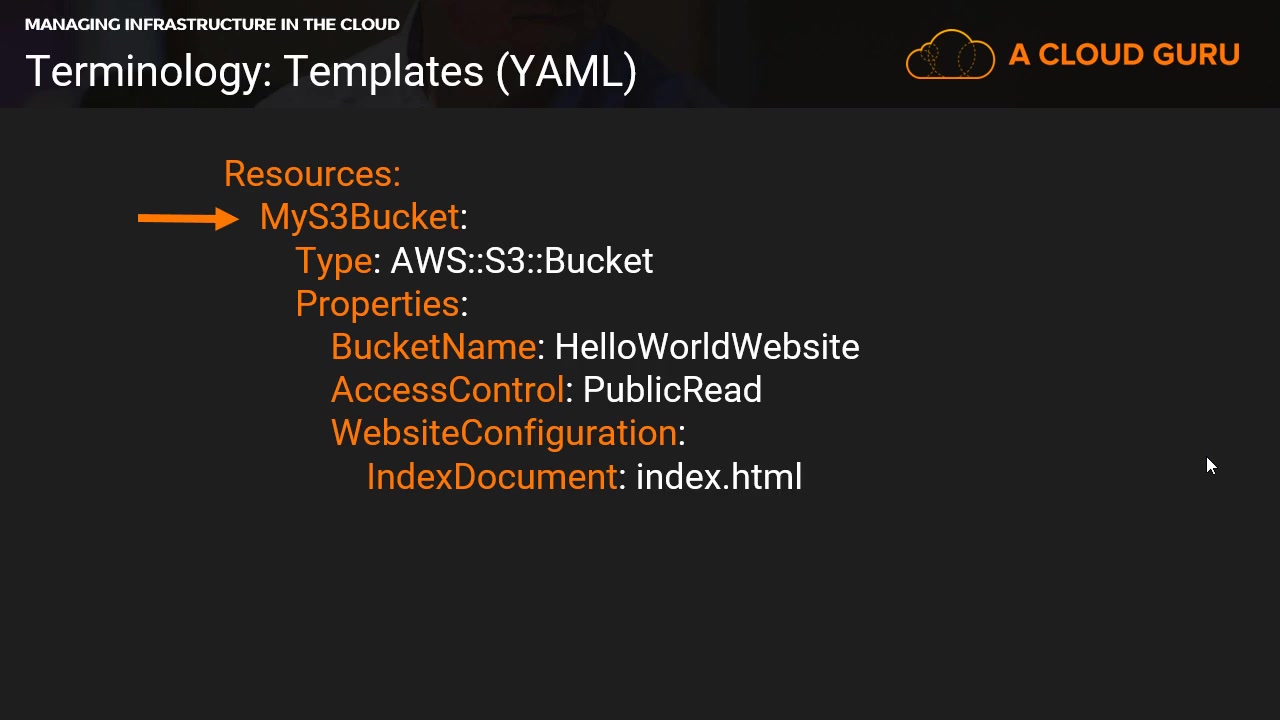 MANAGING INFRASTRUCTURE IN THE CLOUD
Terminology: Templates (YAML)
A CLOUD GURU
Resources:
MyS3Bucket:
Type: AWS::S3::Bucket
Properties:
BucketName: HelloWorldWebsite
AccessControl: PublicRead
WebsiteConfiguration:
IndexDocument: index.html